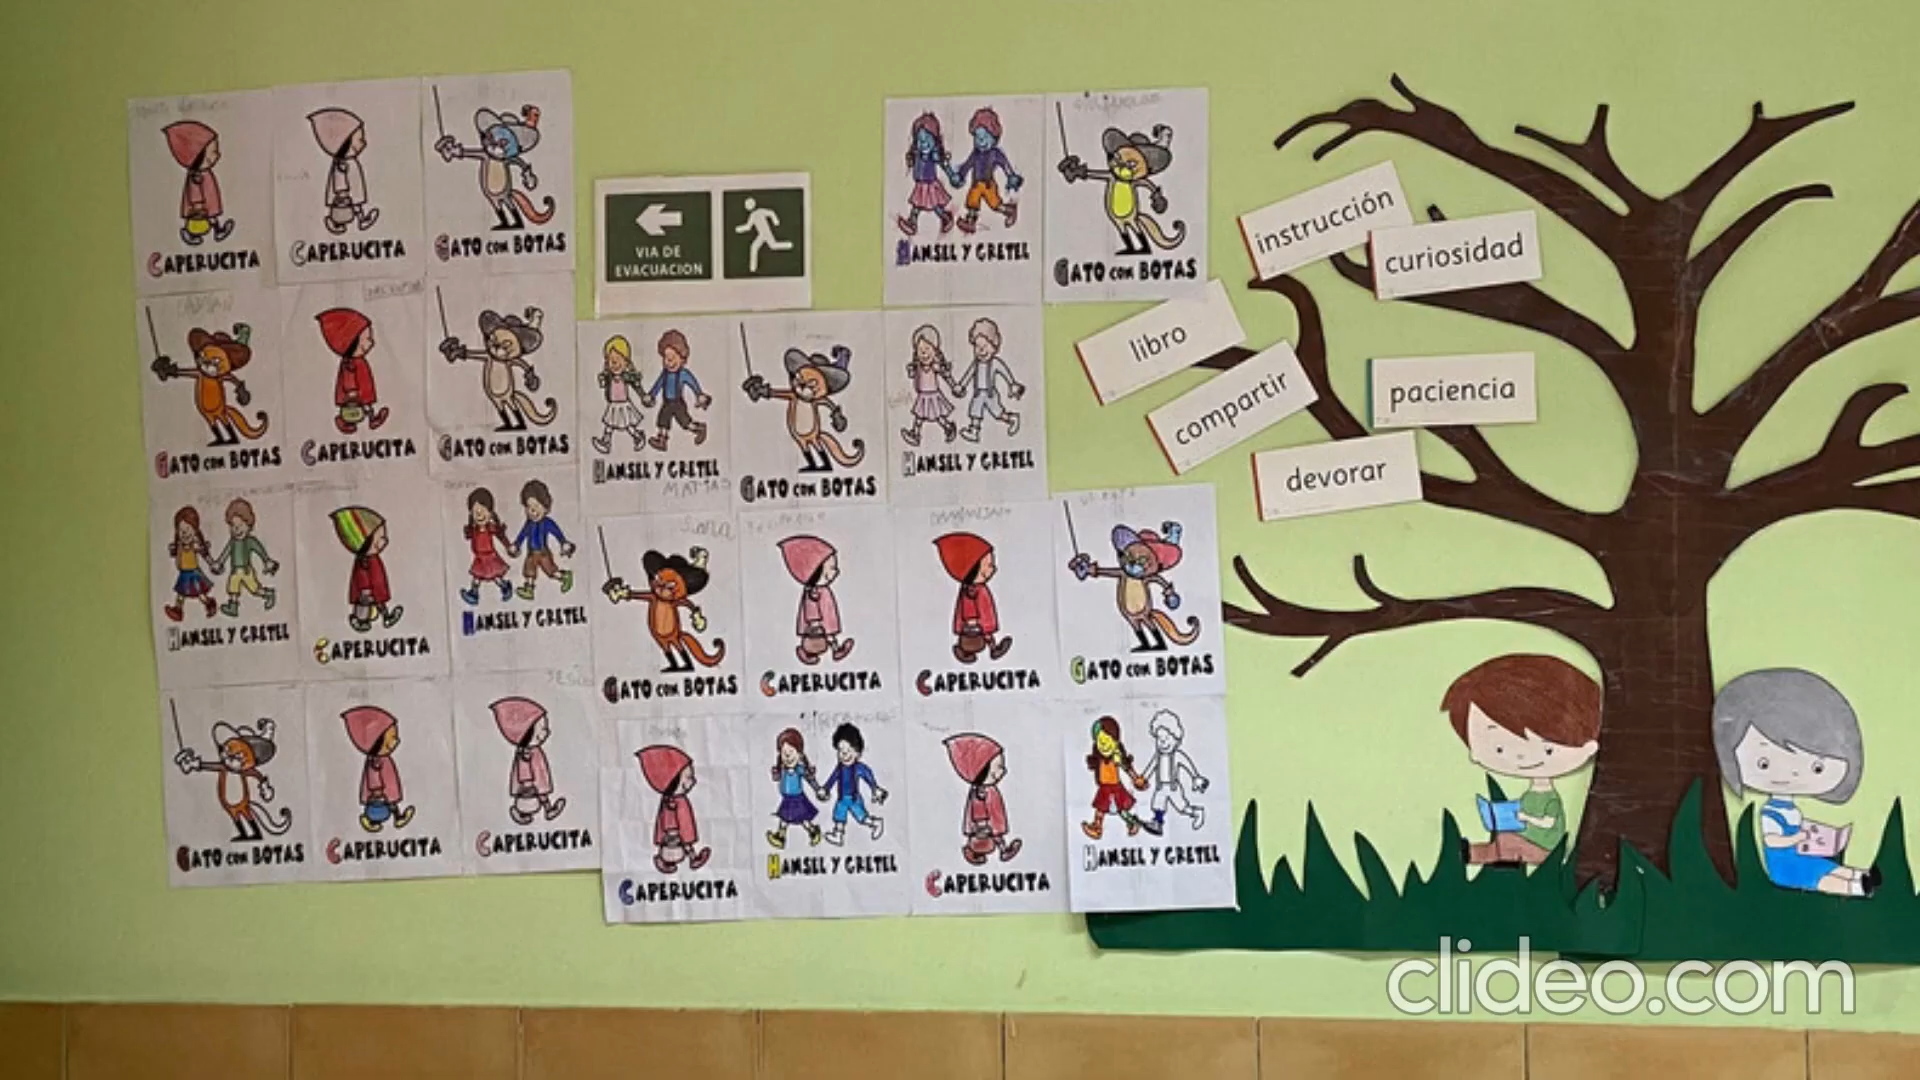 CAPERUCITA
CAPERUCITA
GATO CON BOTAS
VIA DE
EVACUACION
HANSEL Y GRETEL
GATO CON BOTAS
instrucción
curiosidad
libro
compartir
paciencia
devorar
GATO CON BOTAS
CAPERUCITA
GATO CON BOTAS
HANSEL Y GRETEL
MATIAS
GATO CON BOTAS
HANSEL Y GRETEL
HANSEL Y GRETEL
CAPERUCITA
HANSEL Y GRETEL
GATO CON BOTAS
CAPERUCITA
CAPERUCITA
GATO CON BOTAS
GATO CON BOTAS
CAPERUCITA
CAPERUCITA
CAPERUCITA
HANSEL Y GRETEL
CAPERUCITA
HANSEL Y GRETEL
clideo.com